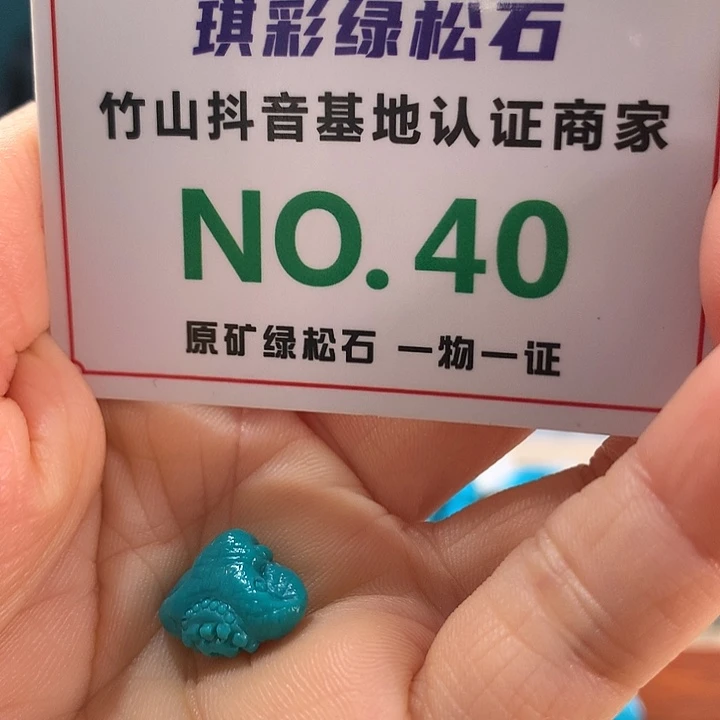 琪彩绿松石
竹山抖音基地认证商家
NO. 40
原矿绿松石 一物一证